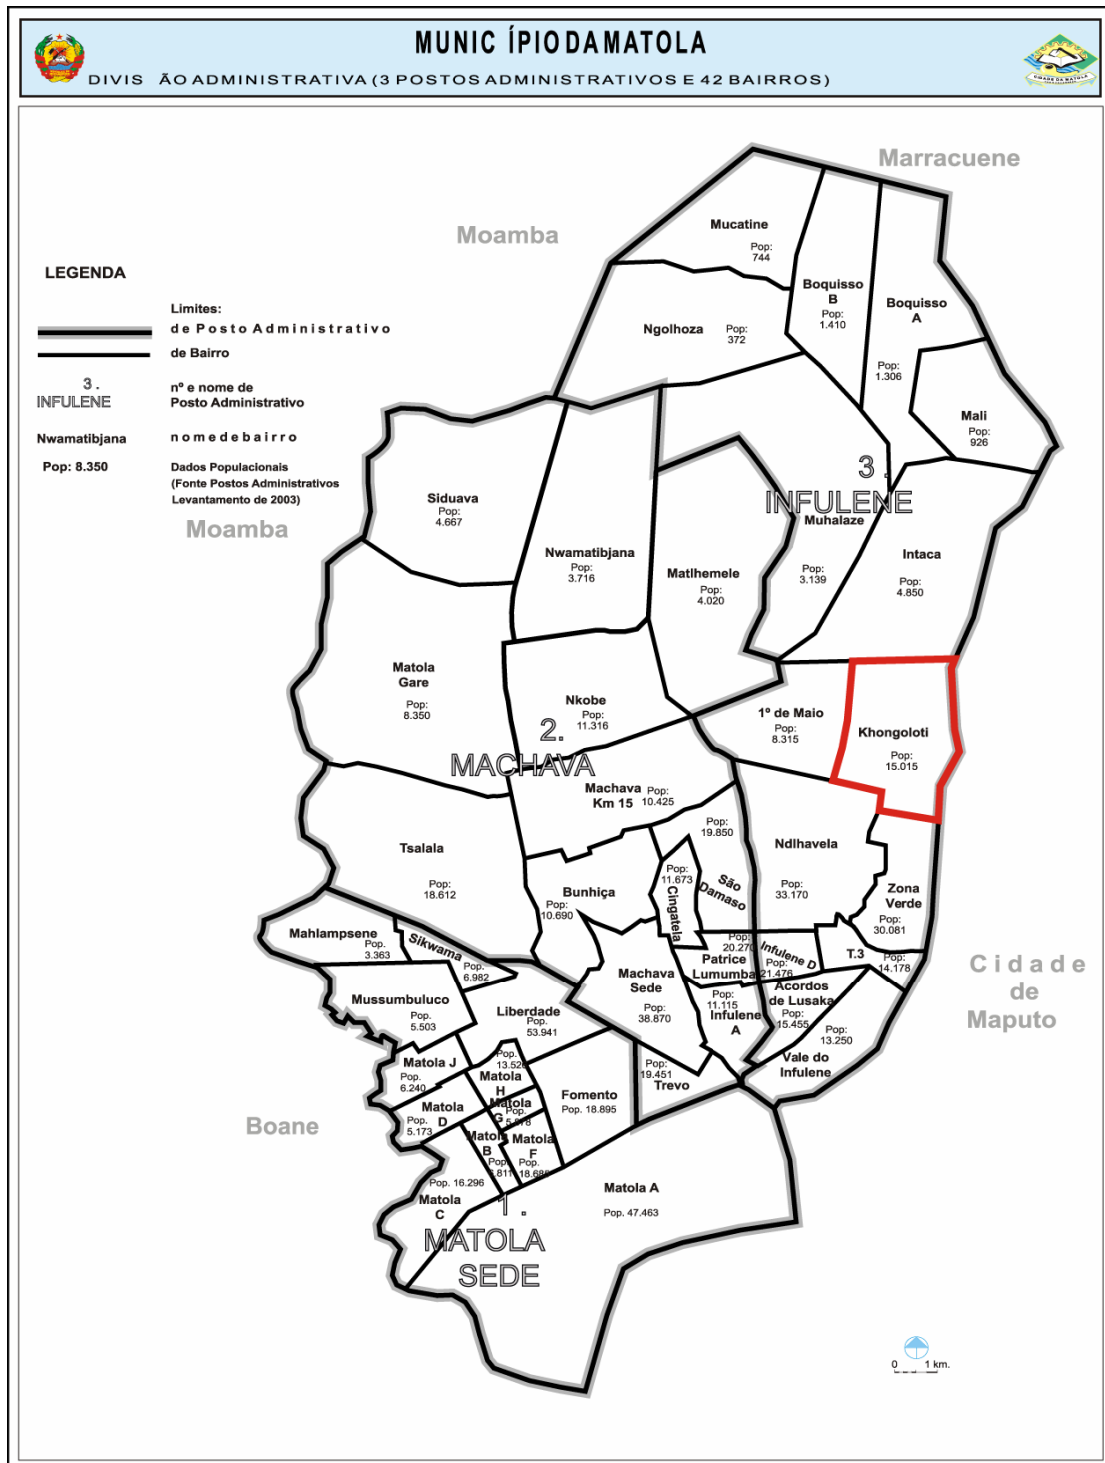 MUNIC ÍPIODAMATOLA
DIVIS ÃO ADMINISTRATIVA (3 POSTOS ADMINISTRATIVOS E 42 BAIRROS)
CIDADE DA MATOLA
Marracuene
Moamba
LEGENDA
Limites:
de Posto Administrativo
de Bairro
3.
INFULENE
nº e nome de
Posto Administrativo
Nwamatibjana
nomedebairro
Pop: 8.350
Dados Populacionais
(Fonte Postos Administrativos
Levantamento de 2003)
Moamba
Mucatine
Pop:
744
Boquisso
B
Pop:
1.410
Boquisso
A
Pop:
1.306
Ngolhoza
Pop:
372
Mali
Pop:
926
3.
INFULENE
Muhalaze
Pop:
3.139
Intaca
Pop:
4.850
Siduava
Pop:
4.667
Nwamatibjana
Pop:
3.716
Matlhemele
Pop:
4.020
Matola
Gare
Pop:
8.350
Nkobe
Pop:
11.316
2.
MACHAVA
1º de Maio
Pop:
8.315
Khongoloti
Pop:
15.015
Machava
Km 15
Pop:
10.425
Pop:
19.850
São
Damaso
Tsalala
Pop:
18.612
Bunhiça
Pop:
10.690
Pop:
11.673
Cingatela
Ndlhavela
Pop:
33.170
Zona
Verde
Pop:
30.081
Mahlampsene
Pop.
3.363
Sikwama
Pop.
6.982
Machava
Sede
Pop:
38.870
Pop:
20.270
Patrice
Lumumba
Infulene D
Pop:
21.476
T.3
Pop:
14.178
Cidade
de
Maputo
Mussumbuluco
Pop.
5.503
Liberdade
Pop.
53.941
Pop:
11.115
Infulene
A
Acordos
de Lusaka
Pop:
15.455
Pop:
13.250
Vale do
Infulene
Matola J
Pop.
6.240
Pop.
Matola
H
Pop:
19.451
Trevo
Fomento
Pop. 18.895
Boane
Matola
D
Pop:
5.173
Matola
G
Pop.
Matola
B
Pop.
Matola
F
Pop.
Pop. 16.296
Matola
C
Matola A
Pop. 47.463
1.
MATOLA
SEDE
0 1 km.